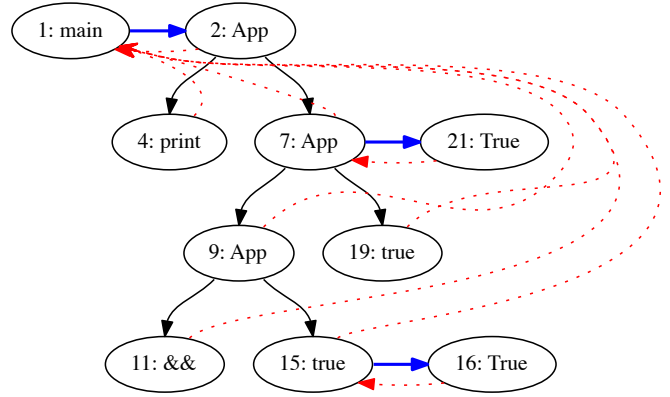 1: main
2: App
4: print
7: App
21: True
9: App
19: true
11: &&
15: true
16: True